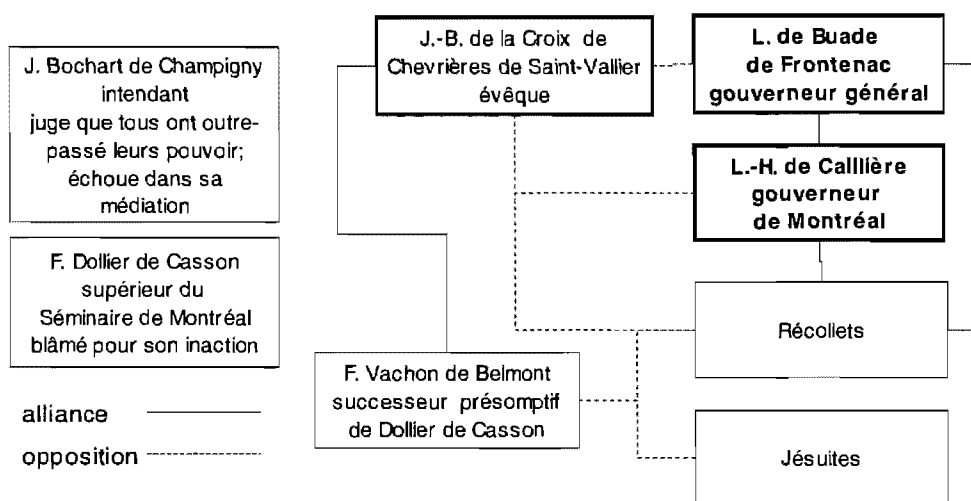 J. Bochart de Champigny
intendant
juge que tous ont outre-
passé leurs pouvoir;
échoue dans sa
médiation
F. Dollier de Casson
supérieur du
Séminaire de Montréal
blâmé pour son inaction
alliance
opposition
J.-B. de la Croix de
Chevrières de Saint-Vallier
évêque
F. Vachon de Belmont
successeur présomptif
de Dollier de Casson
L. de Buade
de Frontenac
gouverneur général
L.-H. de Calllière
gouverneur
de Montréal
Récollets
Jésuites